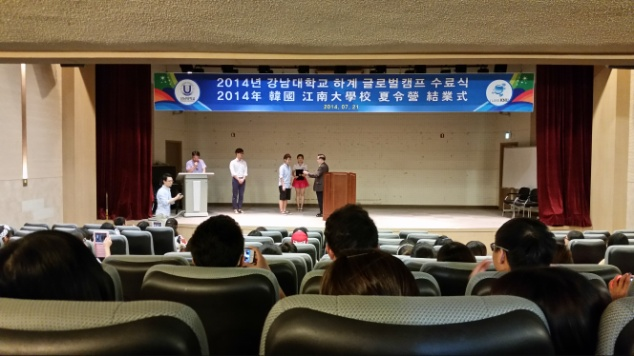 2014년 강남대학교 하계 글로벌캠프 수료식
2014年 韓國 江南大學校 夏令營 結業式
2014. 07. 21